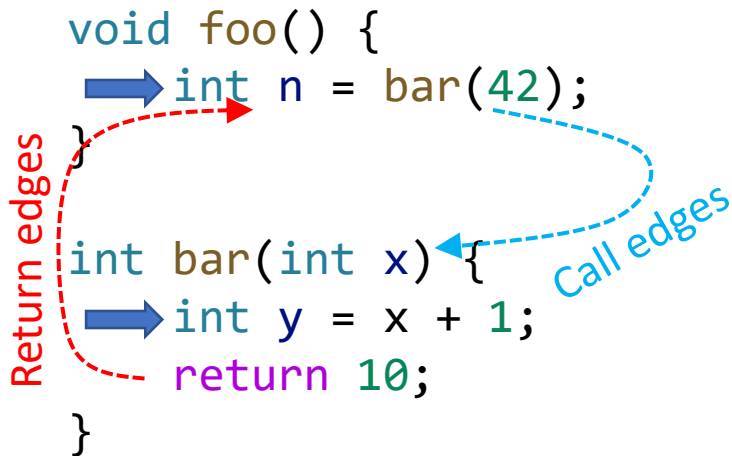 void foo() {
int n = bar(42);
}
Return edges
int bar(int x) {
Call edges
int y = x + 1;
return 10;
}